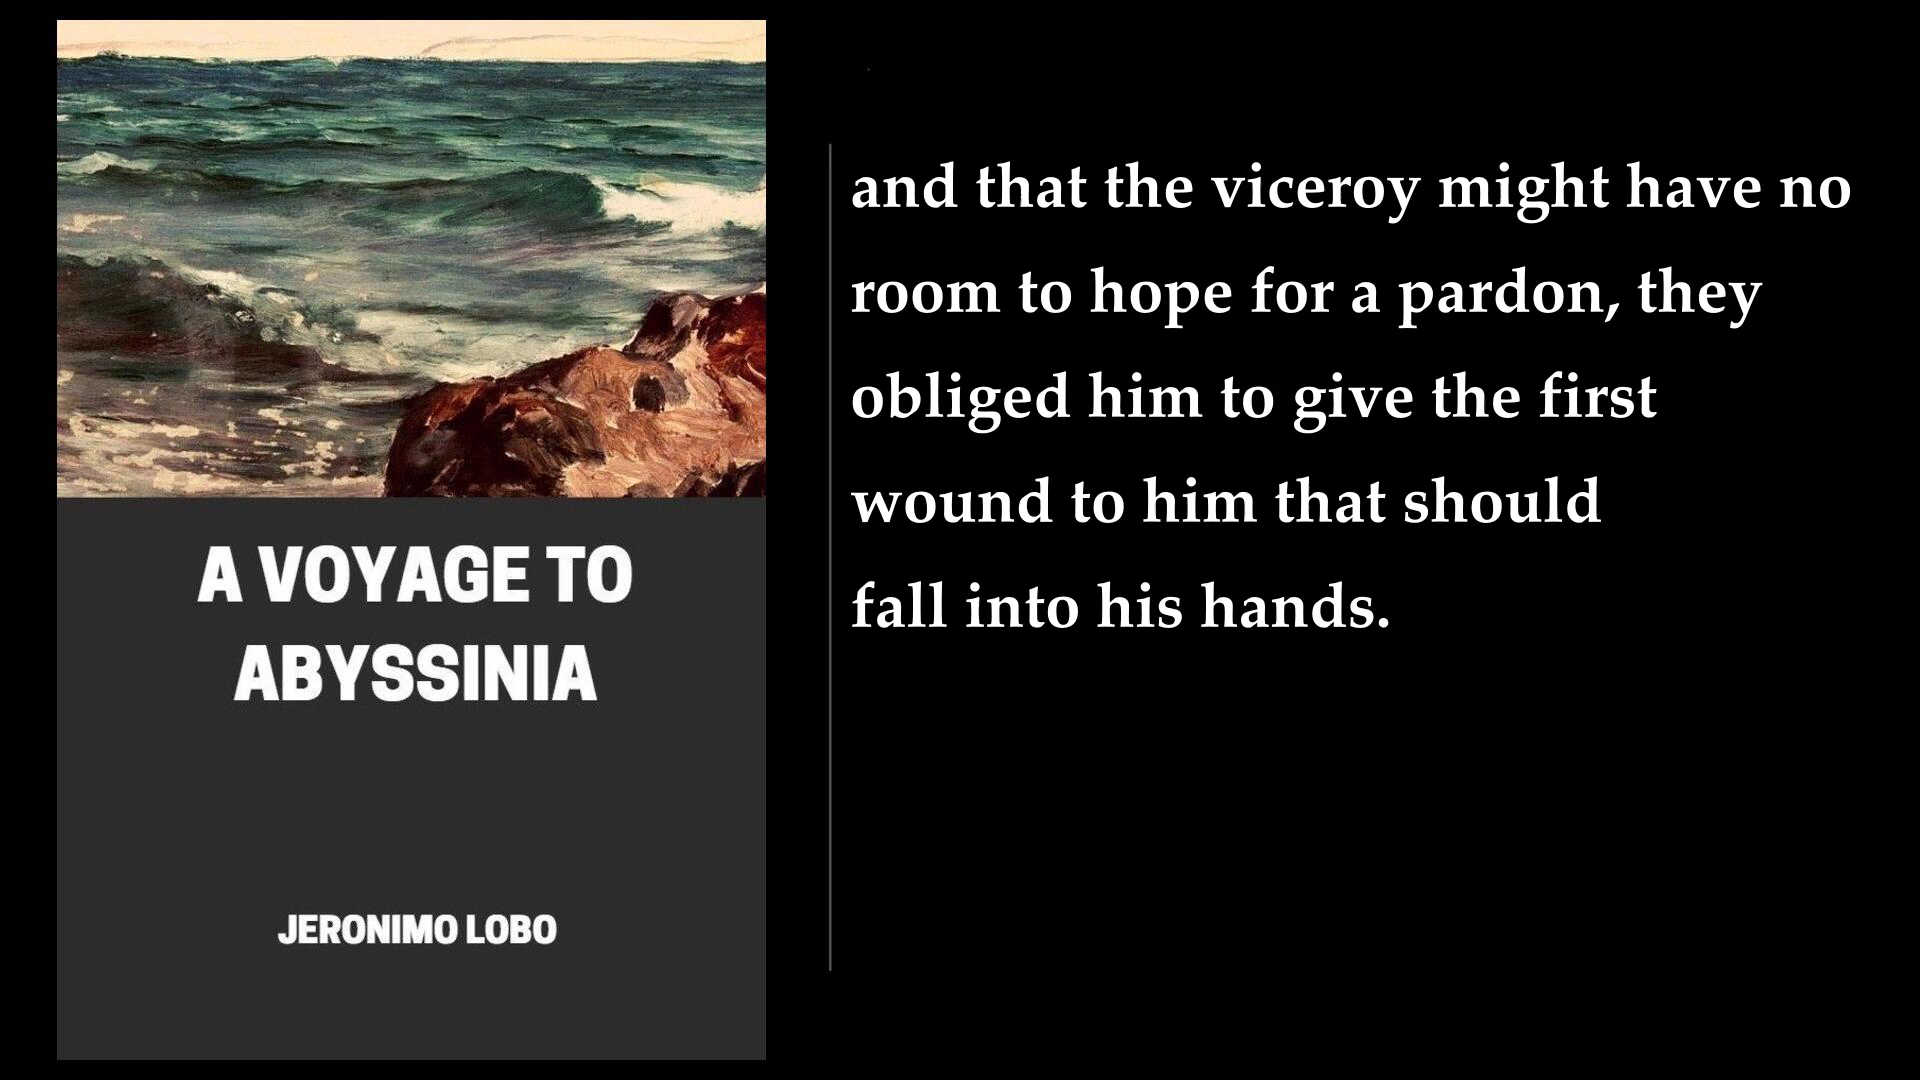 A VOYAGE TO
ABYSSINIA
JERONIMO LOBO
and that the viceroy might have no
room to hope for a pardon, they
obliged him to give the first
wound to him that should
fall into his hands.